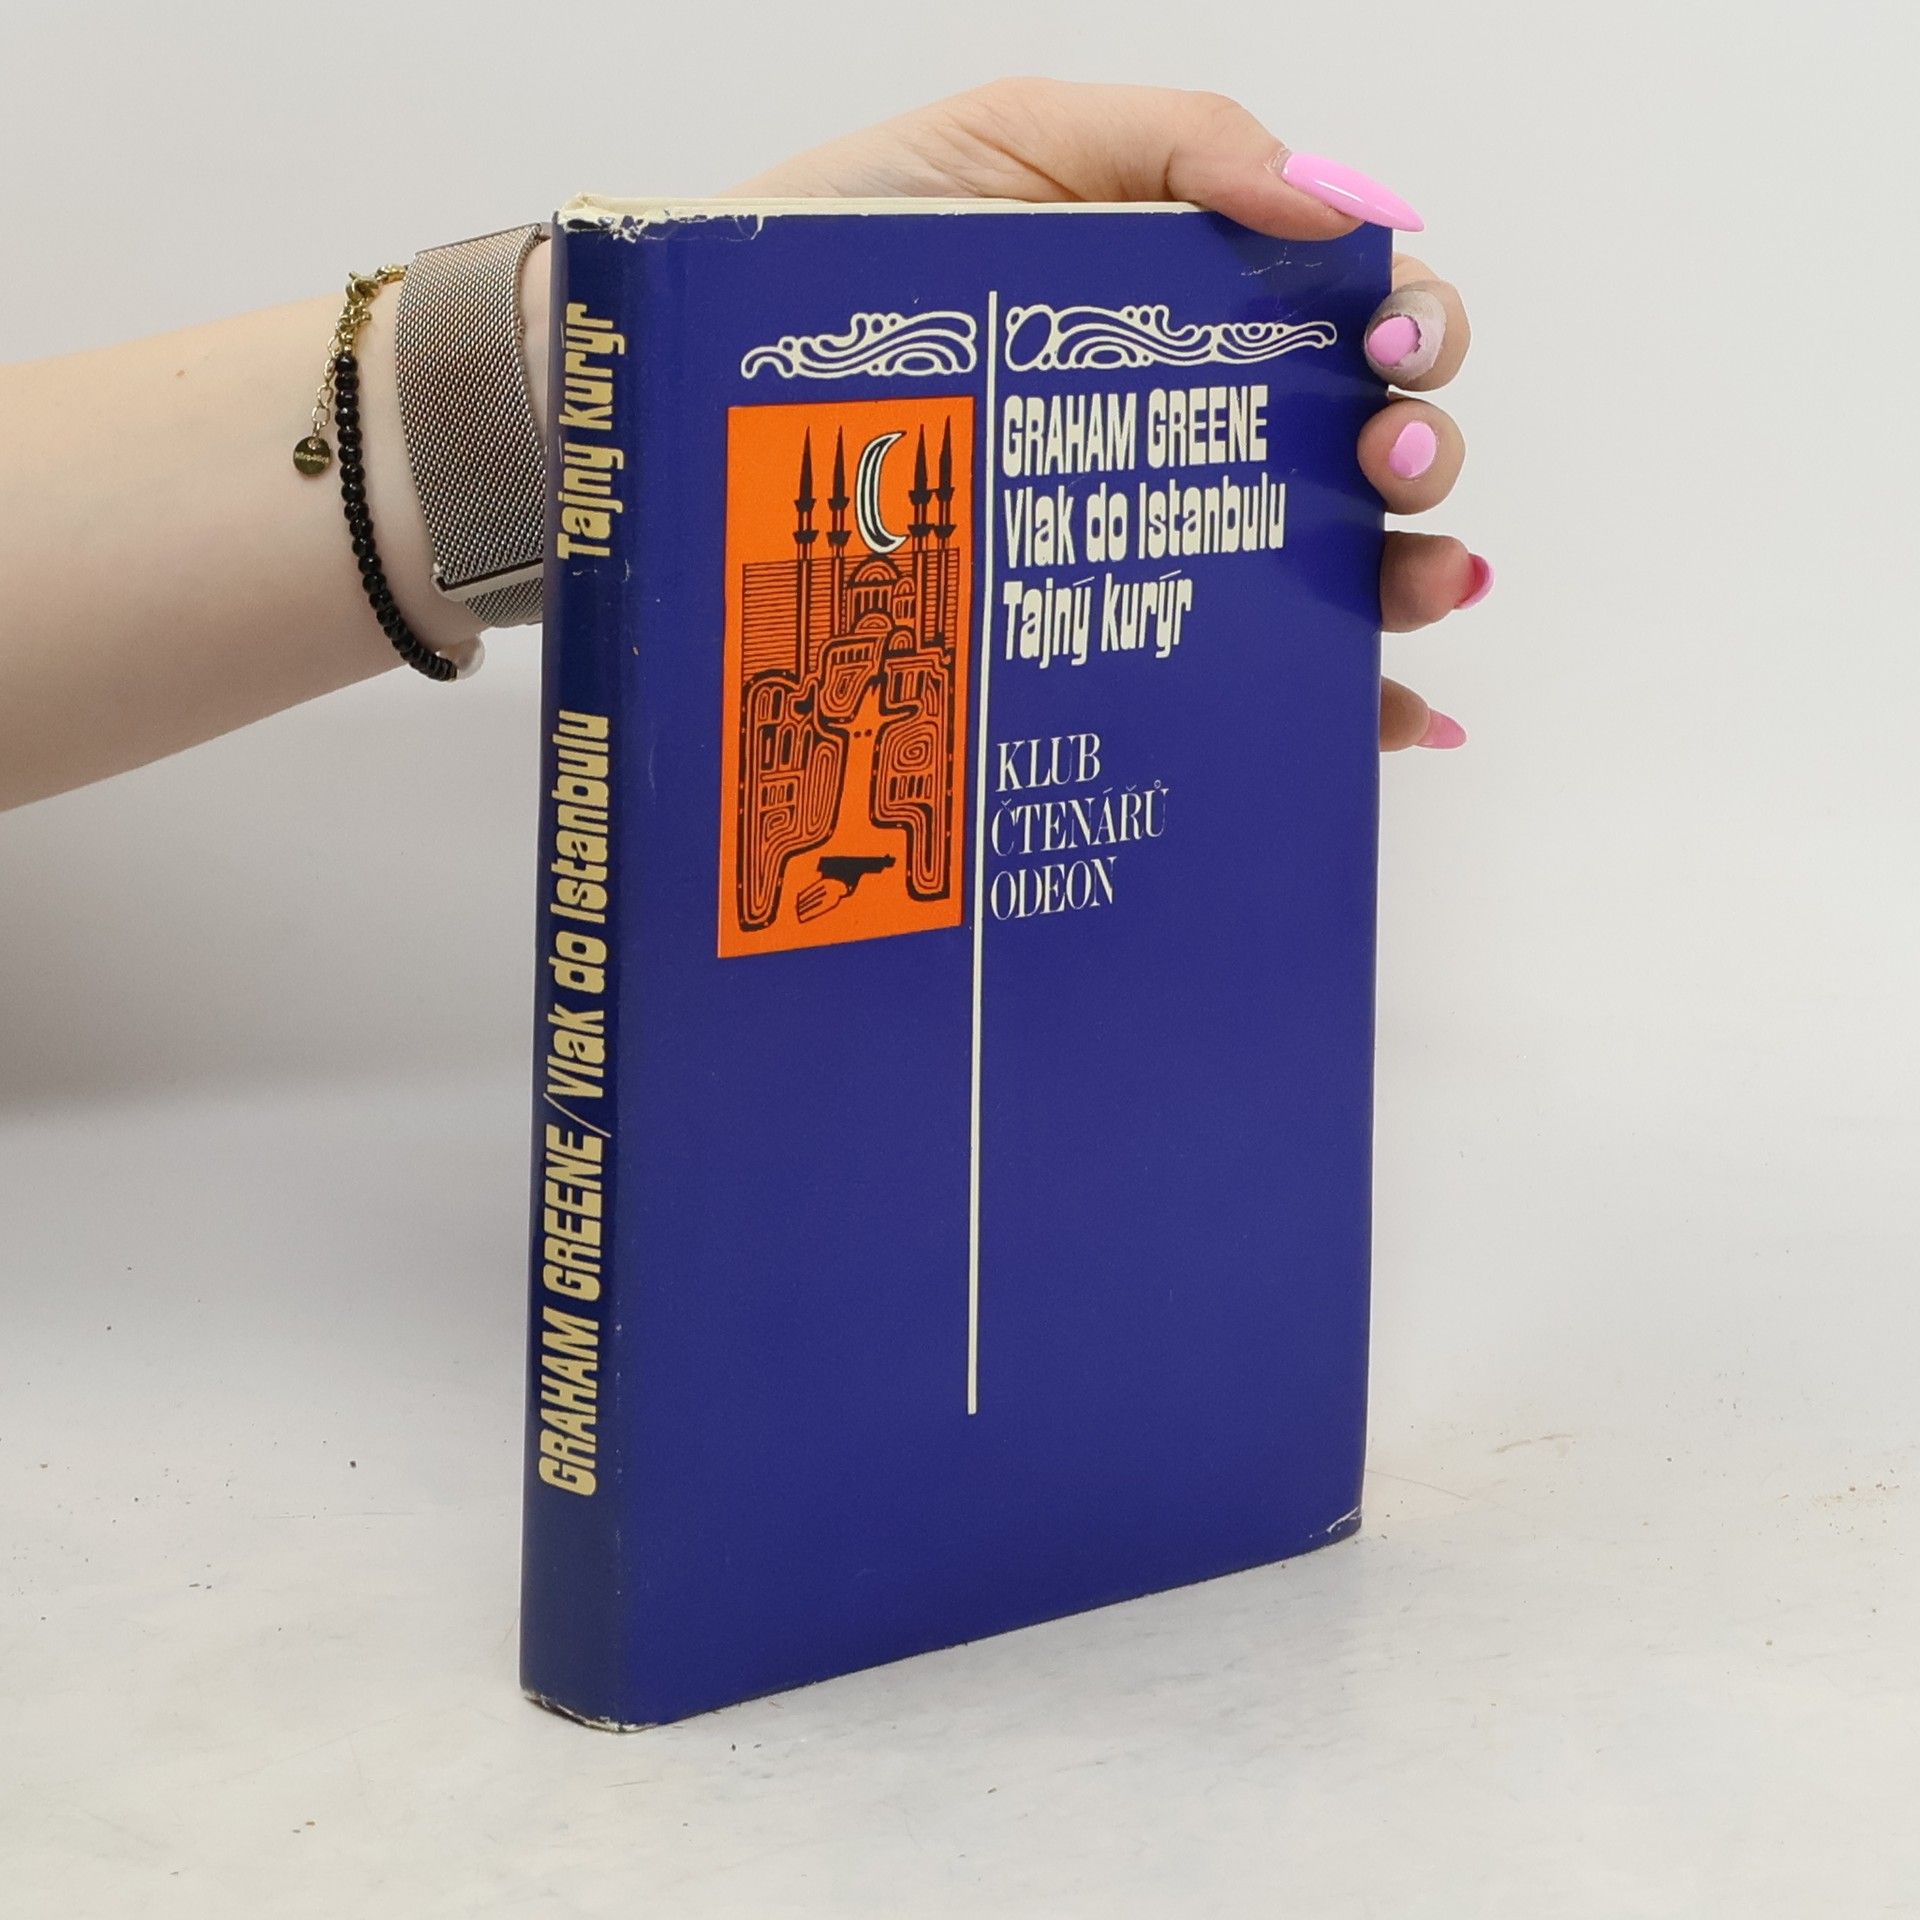 GRAHAM GREENE/Vlak do Istanbulu Tajný kurýr
GRAHAM GREENE
Vlak do Istanbulu
Tajný kurýr
KLUB
ČTENÁŘŮ
ODEON